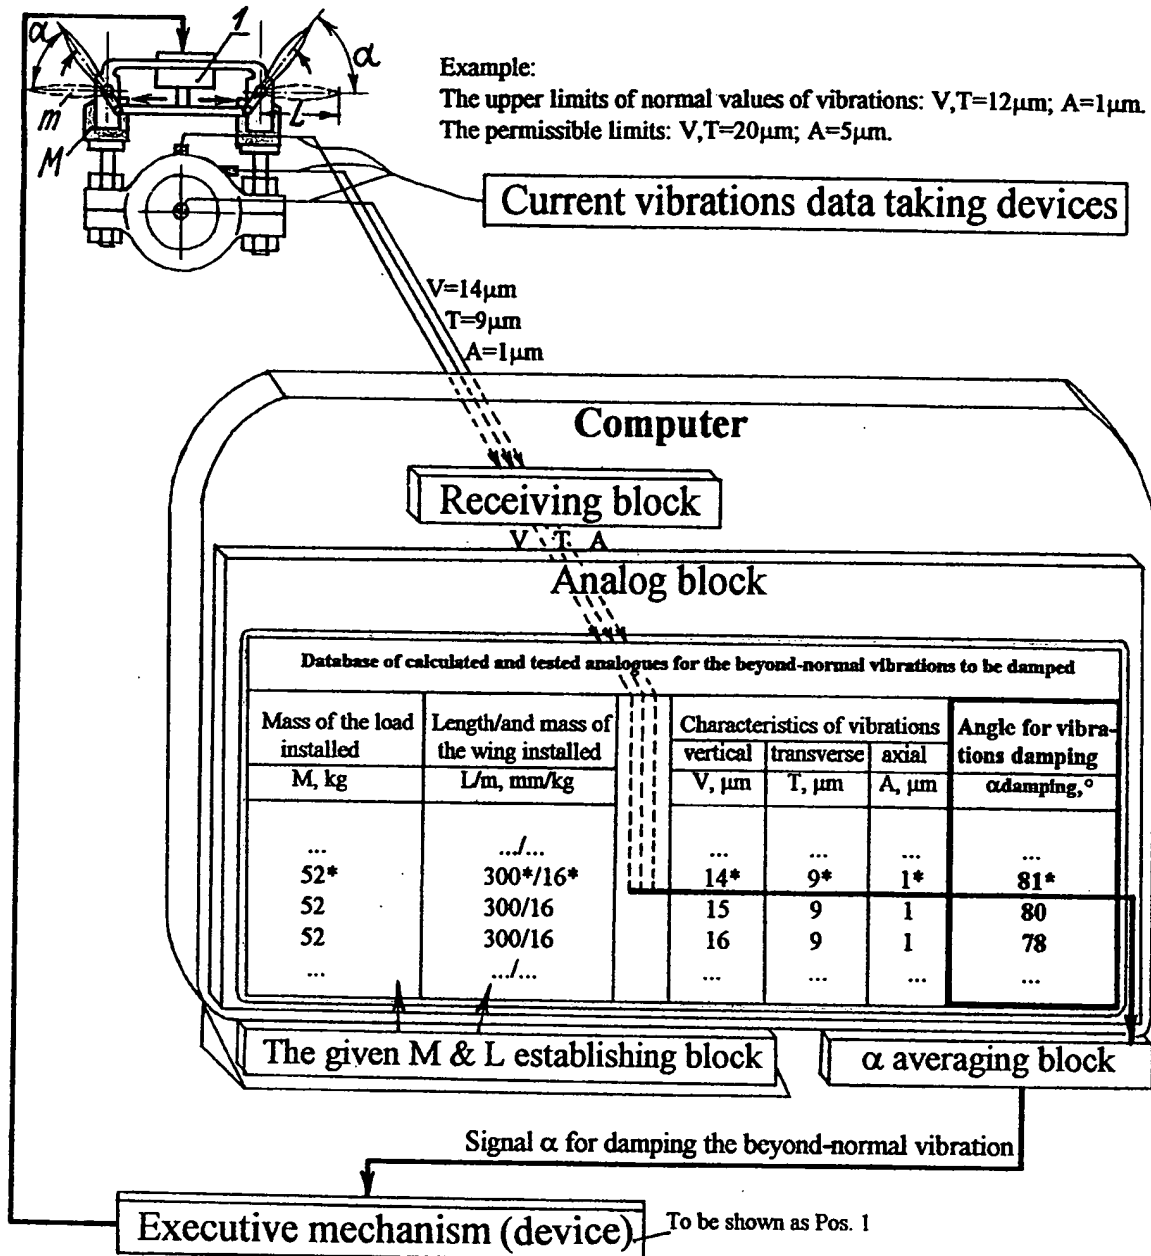 α
1
α
m
l
M
Example:
The upper limits of normal values of vibrations: V,T=12μm; A=1μm.
The permissible limits: V,T=20μm; A=5μm.
Current vibrations data taking devices
V=14μm
T=9μm
A=1μm
Computer
Receiving block
V T A
Analog block
Database of calculated and tested analogues for the beyond-normal vibrations to be damped
Mass of the load installed
M, kg
Length/and mass of the wing installed
L/m, mm/kg
Characteristics of vibrations
vertical transverse axial
V, μm T, μm A, μm
Angle for vibra-
tions damping
αdamping,°
... .../... ... ... ... ...
52* 300*/16* 14* 9* 1* 81*
52 300/16 15 9 1 80
52 300/16 16 9 1 78
... .../... ... ... ... ...
The given M & L establishing block
α averaging block
Signal α for damping the beyond-normal vibration
Executive mechanism (device)
To be shown as Pos. 1